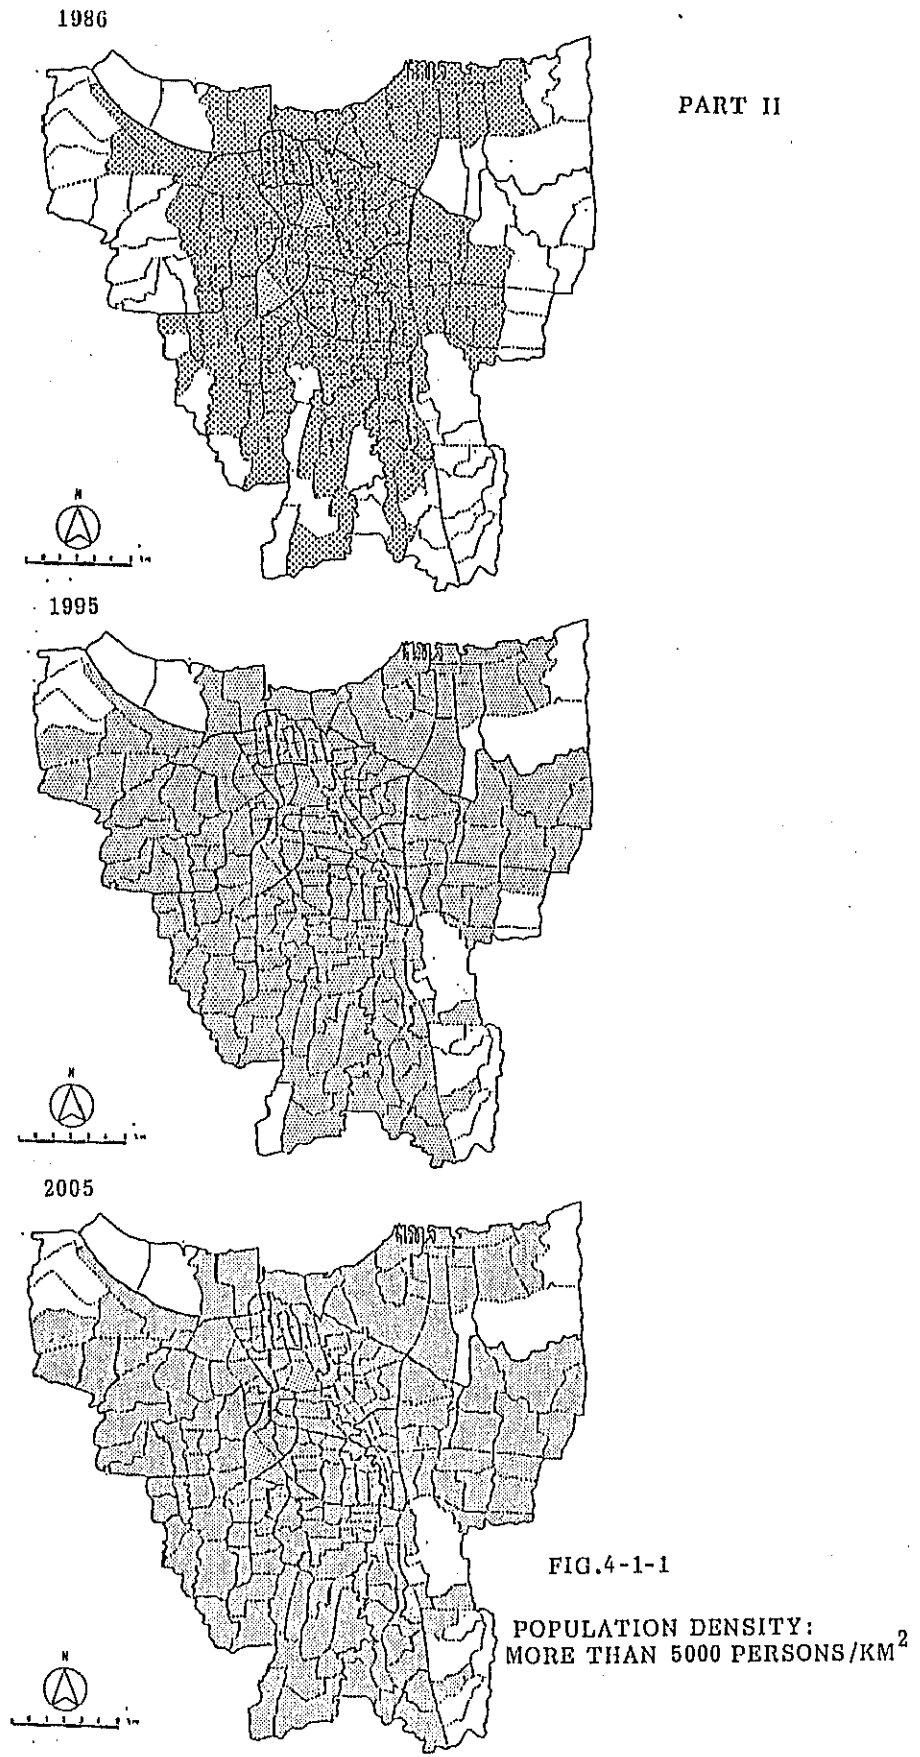 1986
PART II
N
1995
N
2005
FIG.4-1-1
POPULATION DENSITY:
MORE THAN 5000 PERSONS/KM²
N